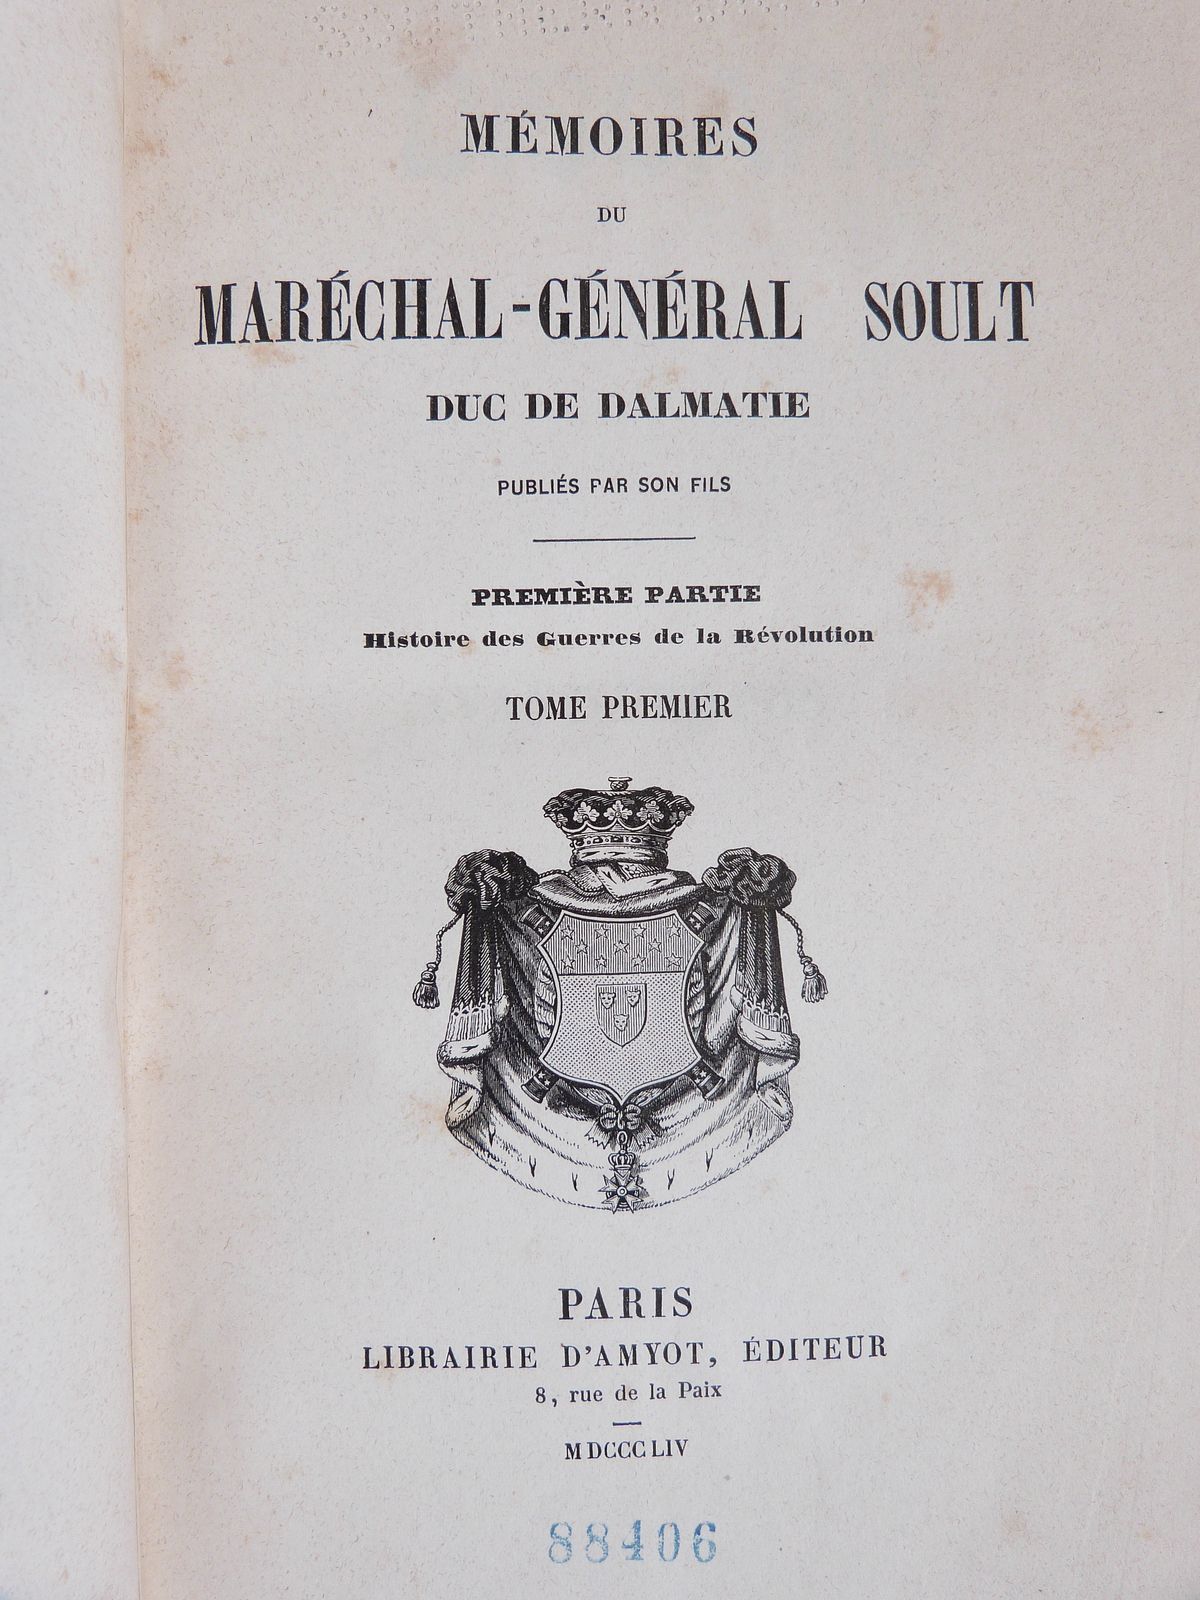 MÉMOIRES
DU
MARÉCHAL-GÉNÉRAL SOULT
DUC DE DALMATIE
PUBLIÉS PAR SON FILS
PREMIÈRE PARTIE
Histoire des Guerres de la Révolution
TOME PREMIER
PARIS
LIBRAIRIE D'AMYOT, ÉDITEUR
8, rue de la Paix
MDCCCLIV
88406